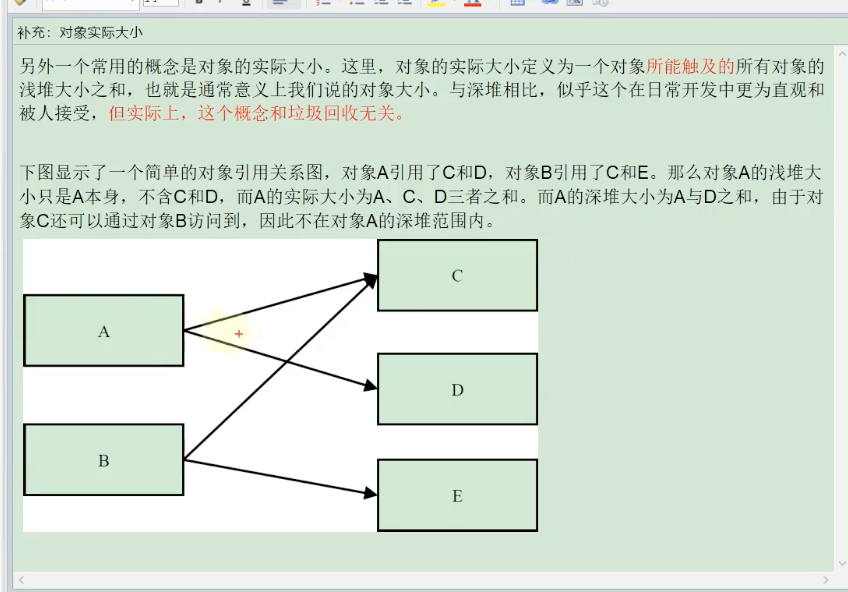 补充：对象实际大小
另外一个常用的概念是对象的实际大小。这里，对象的实际大小定义为一个对象所能触及的所有对象的
浅堆大小之和，也就是通常意义上我们说的对象大小。与深堆相比，似乎这个在日常开发中更为直观和
被人接受，但实际上，这个概念和垃圾回收无关。
下图显示了一个简单的对象引用关系图，对象A引用了C和D，对象B引用了C和E。那么对象A的浅堆大
小只是A本身，不含C和D，而A的实际大小为A、C、D三者之和。而A的深堆大小为A与D之和，由于对
象C还可以通过对象B访问到，因此不在对象A的深堆范围内。
C
A
D
B
E